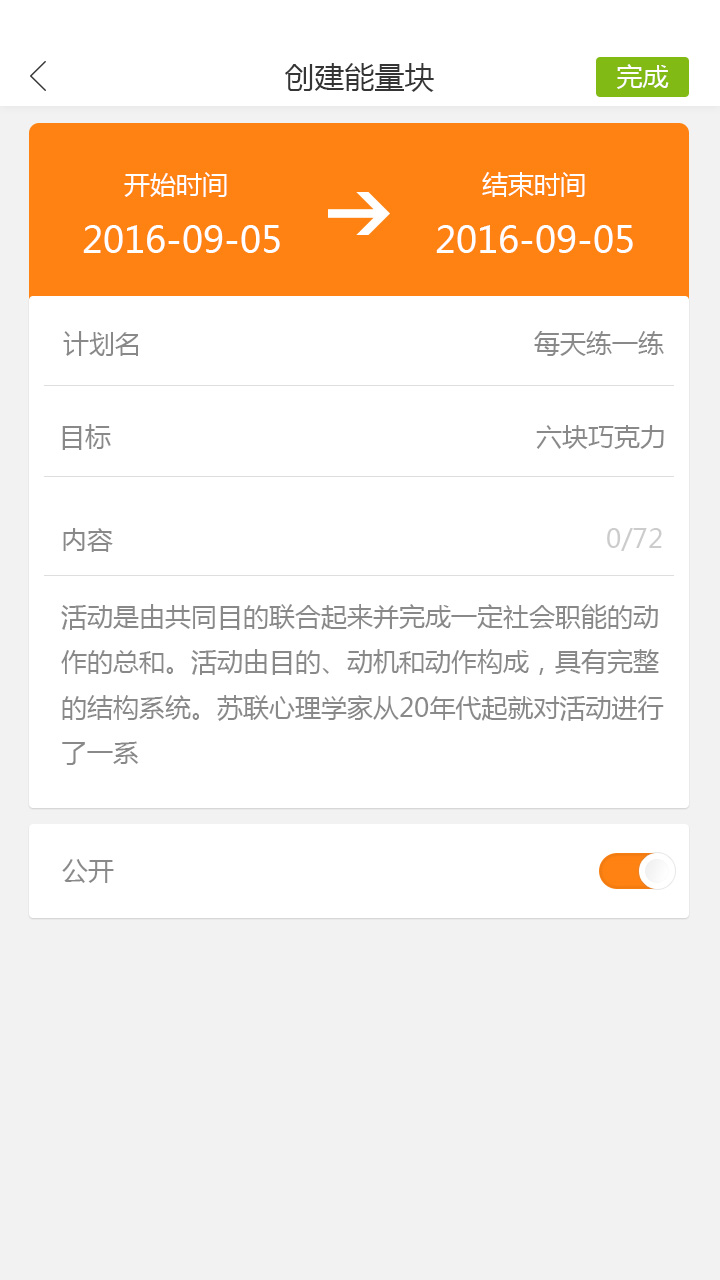 创建能量块
完成
开始时间
结束时间
2016-09-05
2016-09-05
计划名
每天练一练
目标
六块巧克力
内容
0/72
活动是由共同目的联合起来并完成一定社会职能的动
作的总和。活动由目的、动机和动作构成，具有完整
的结构系统。苏联心理学家从20年代起就对活动进行
了一系
公开